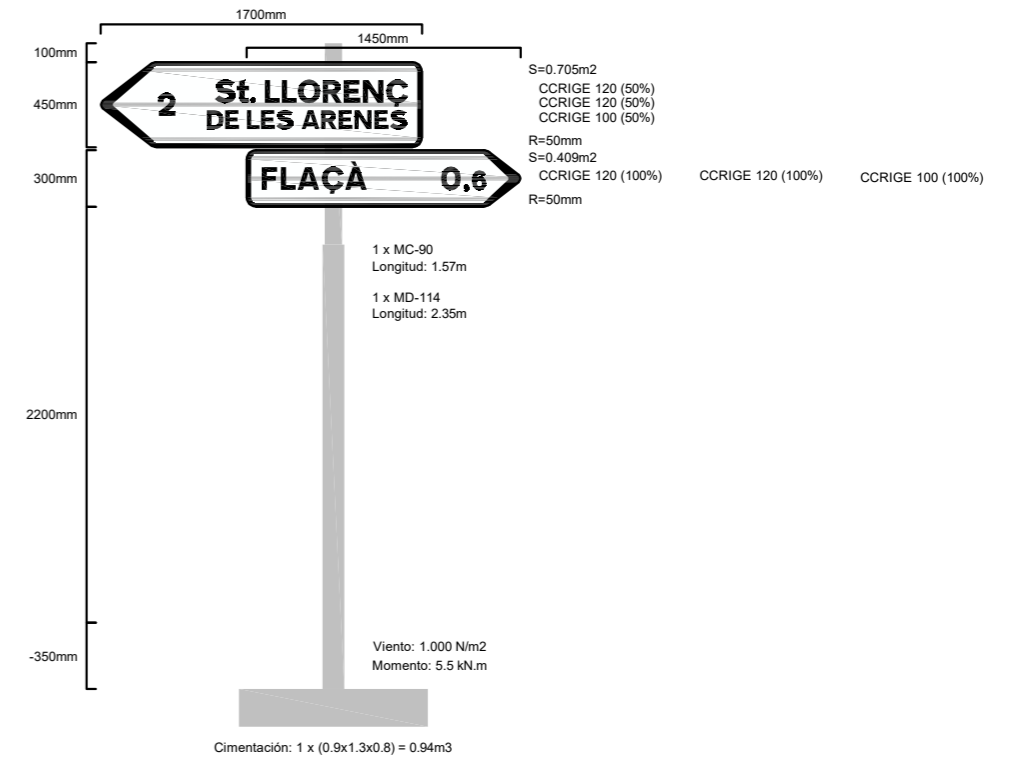 1700mm
1450mm
100mm
450mm
300mm
2200mm
-350mm
2
St. LLORENÇ
DE LES ARENES
S=0.705m2
CCRIGE 120 (50%)
CCRIGE 120 (50%)
CCRIGE 100 (50%)
R=50mm
FLAÇÀ 0,6
S=0.409m2
CCRIGE 120 (100%) CCRIGE 120 (100%) CCRIGE 100 (100%)
R=50mm
1 x MC-90
Longitud: 1.57m
1 x MD-114
Longitud: 2.35m
Viento: 1.000 N/m2
Momento: 5.5 kN.m
Cimentación: 1 x (0.9x1.3x0.8) = 0.94m3